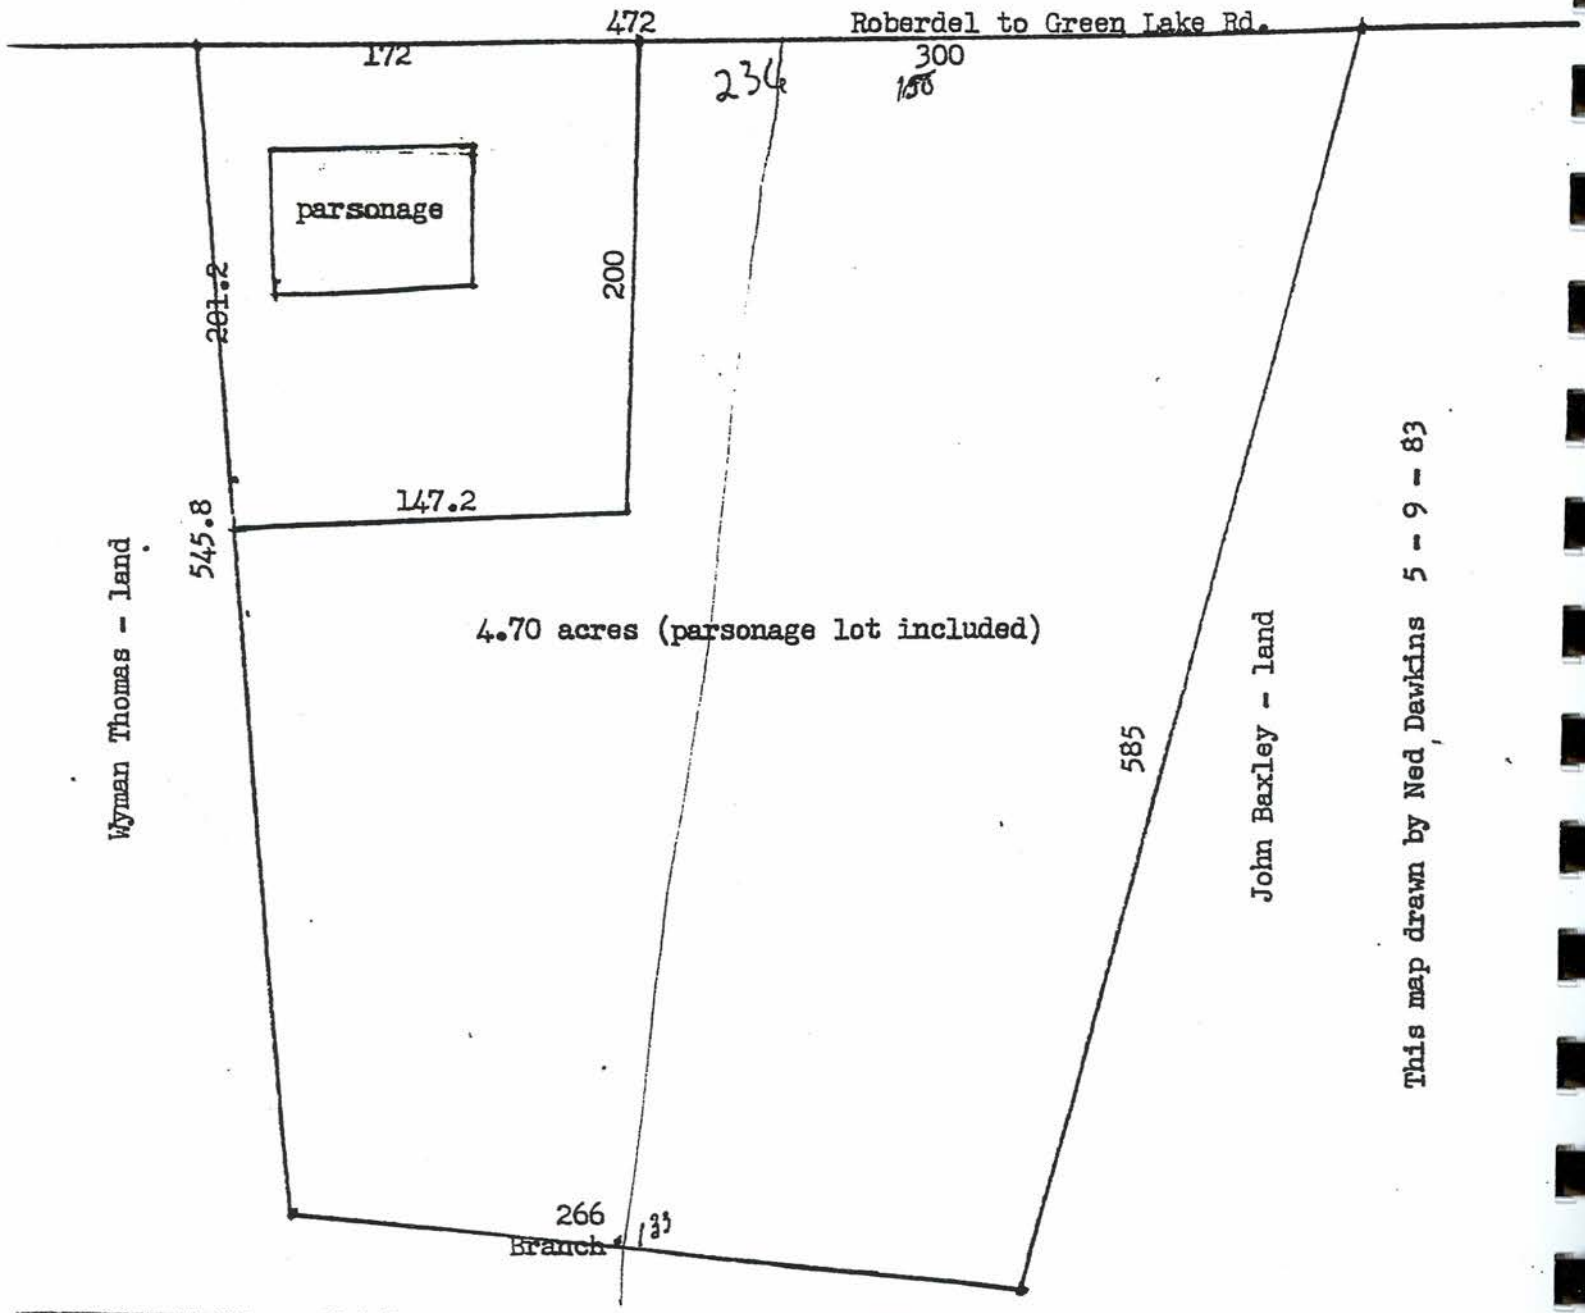 472
Roberdel to Green Lake Rd.
172
300
236
150
parsonage
201.2
200
147.2
545.8
Wyman Thomas - land
4.70 acres (parsonage lot included)
585
John Baxley - land
This map drawn by Ned Dawkins 5 - 9 - 83
266
Branch